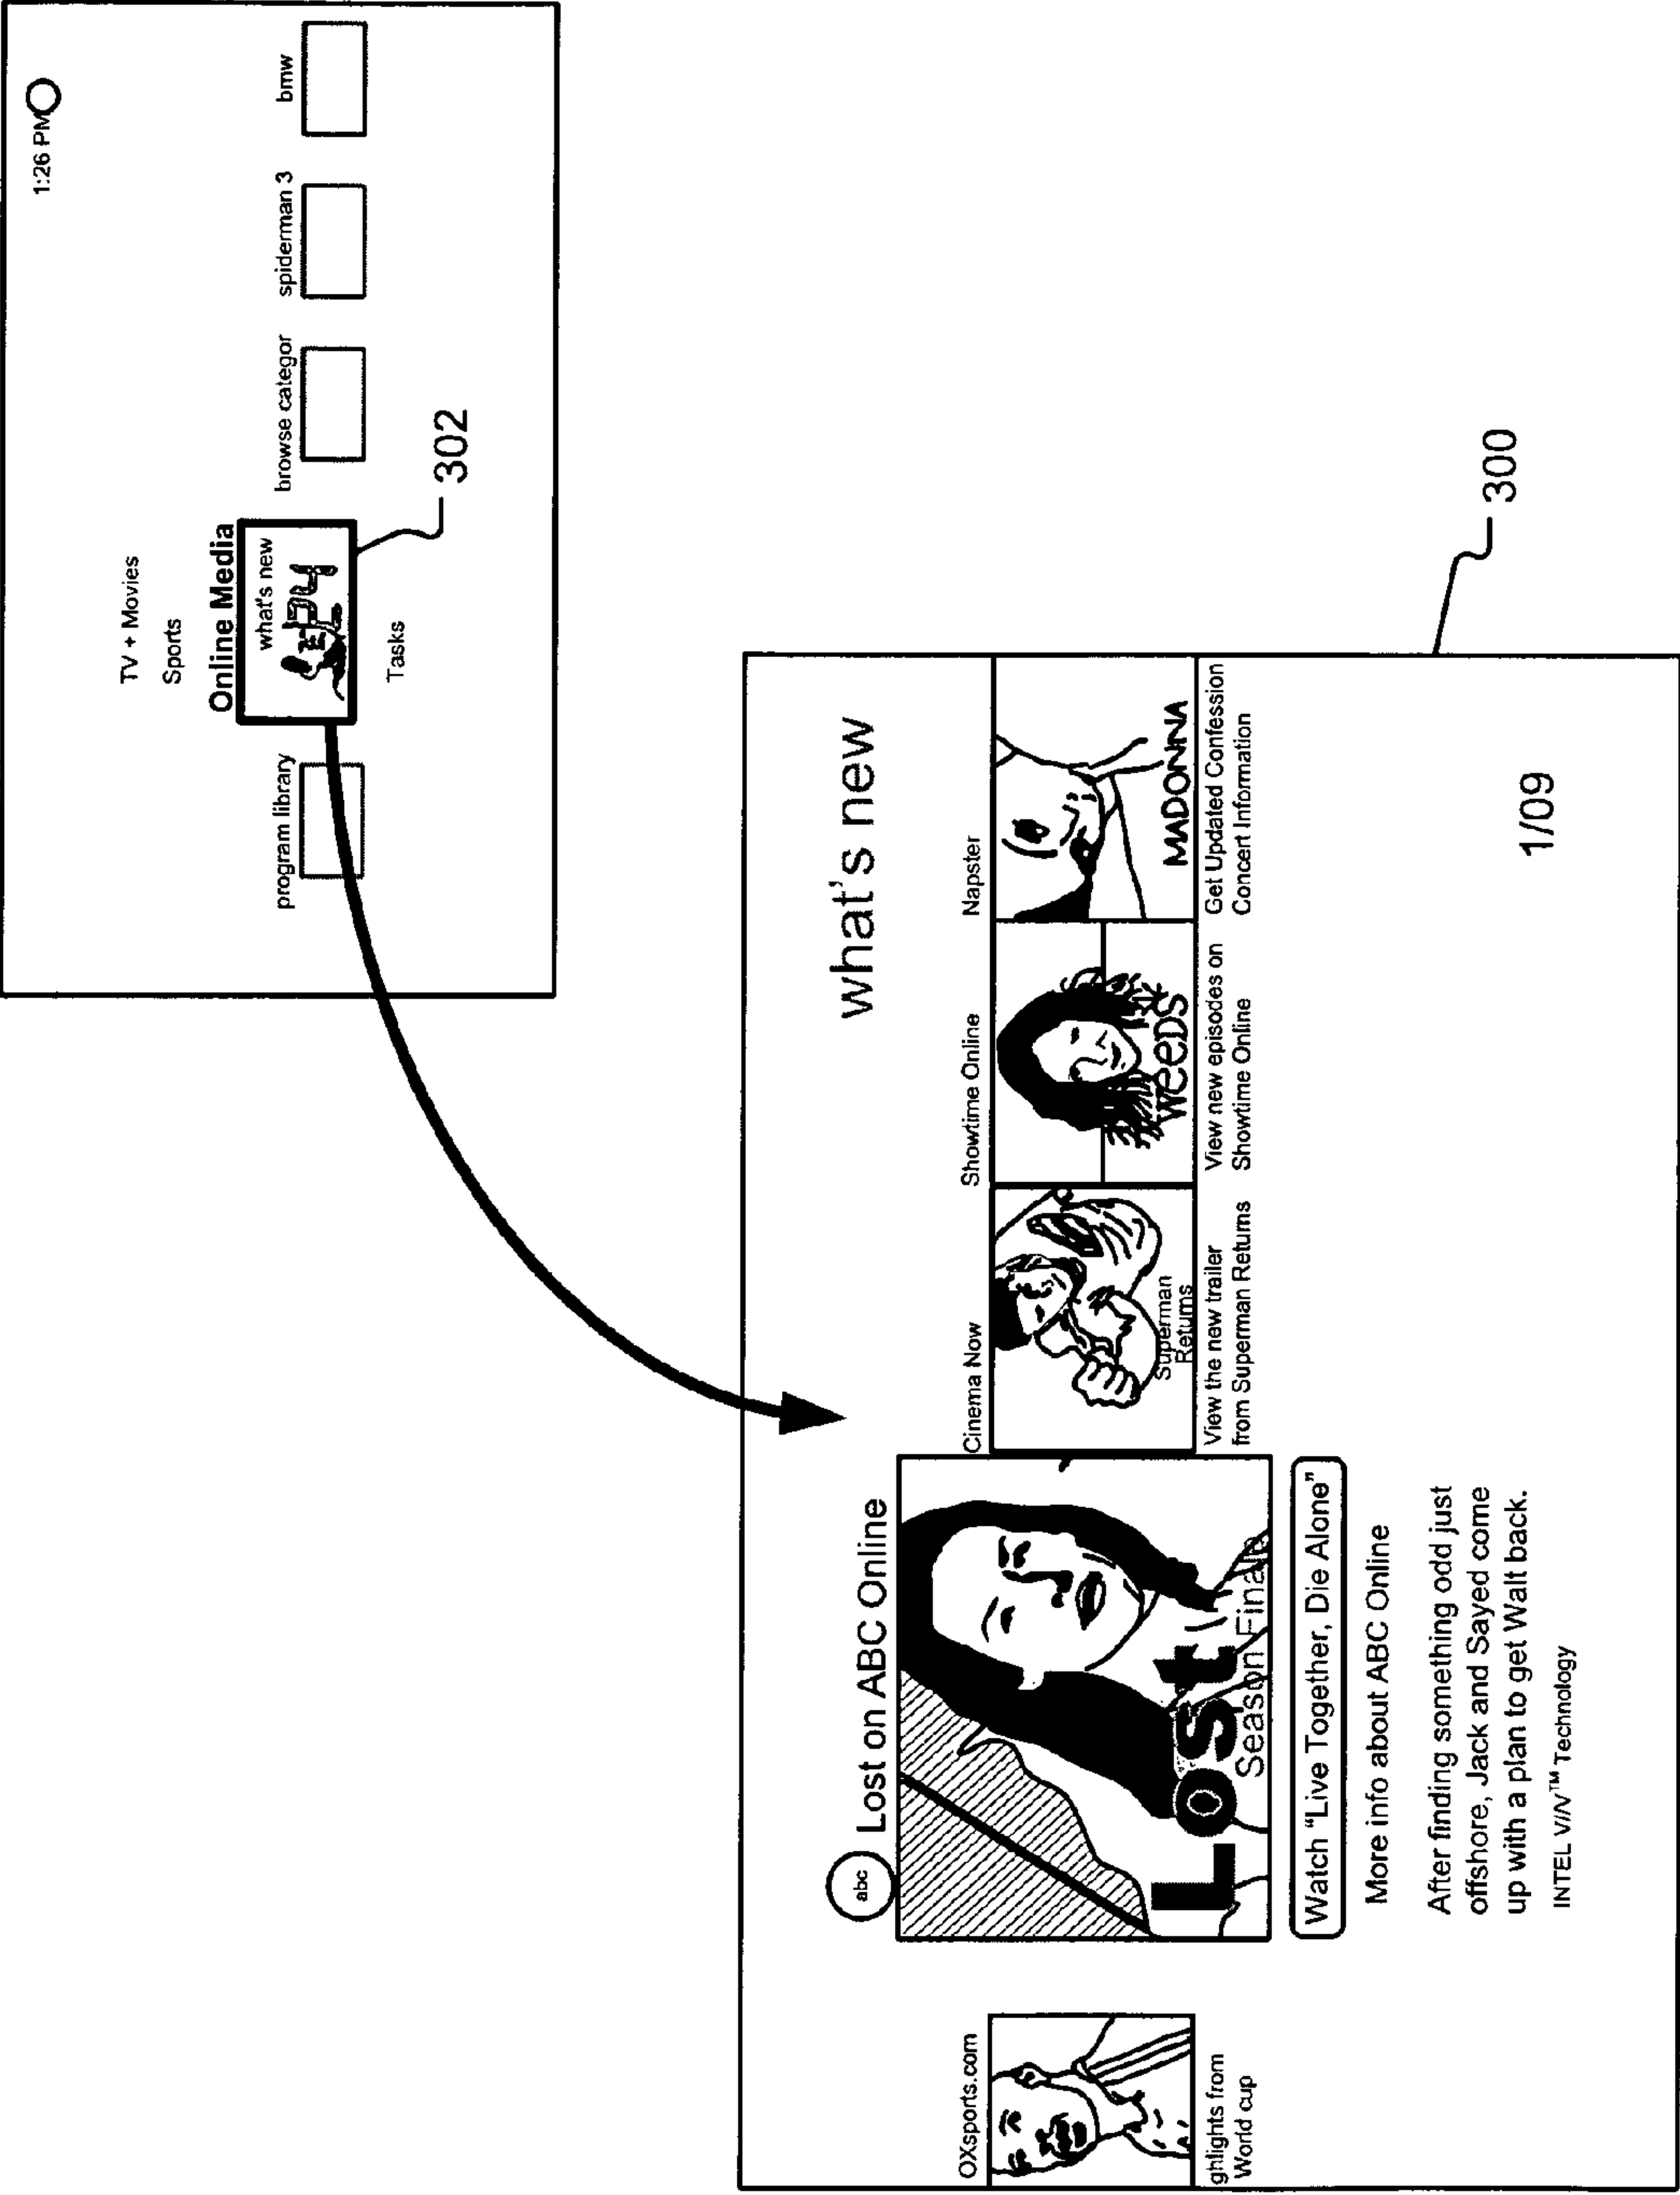 1:26 PM
TV + Movies
Sports
Online Media
program library
what's new
browse categor
spiderman 3
bmw
Tasks
302
what's new
abc
Lost on ABC Online
OXsports.com
Cinema Now
Showtime Online
Napster
Lost
Season Finale
Superman
Returns
weeds
MADONNA
ghlights from
World cup
View the new trailer
from Superman Returns
View new episodes on
Showtime Online
Get Updated Confession
Concert Information
Watch “Live Together, Die Alone”
More info about ABC Online
After finding something odd just
offshore, Jack and Sayed come
up with a plan to get Walt back.
INTEL VIIV™ Technology
1/09
300